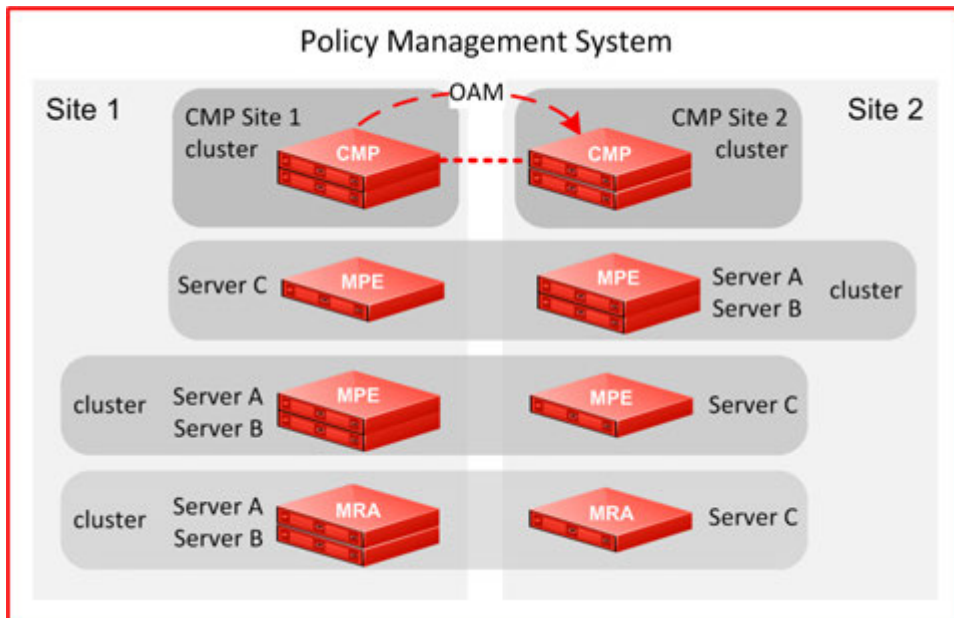 Policy Management System
Site 1
CMP Site 1
cluster
CMP
OAM
CMP
CMP Site 2
cluster
Site 2
Server C
MPE
MPE
Server A
Server B
cluster
cluster
Server A
Server B
MPE
MPE
Server C
cluster
Server A
Server B
MRA
MRA
Server C